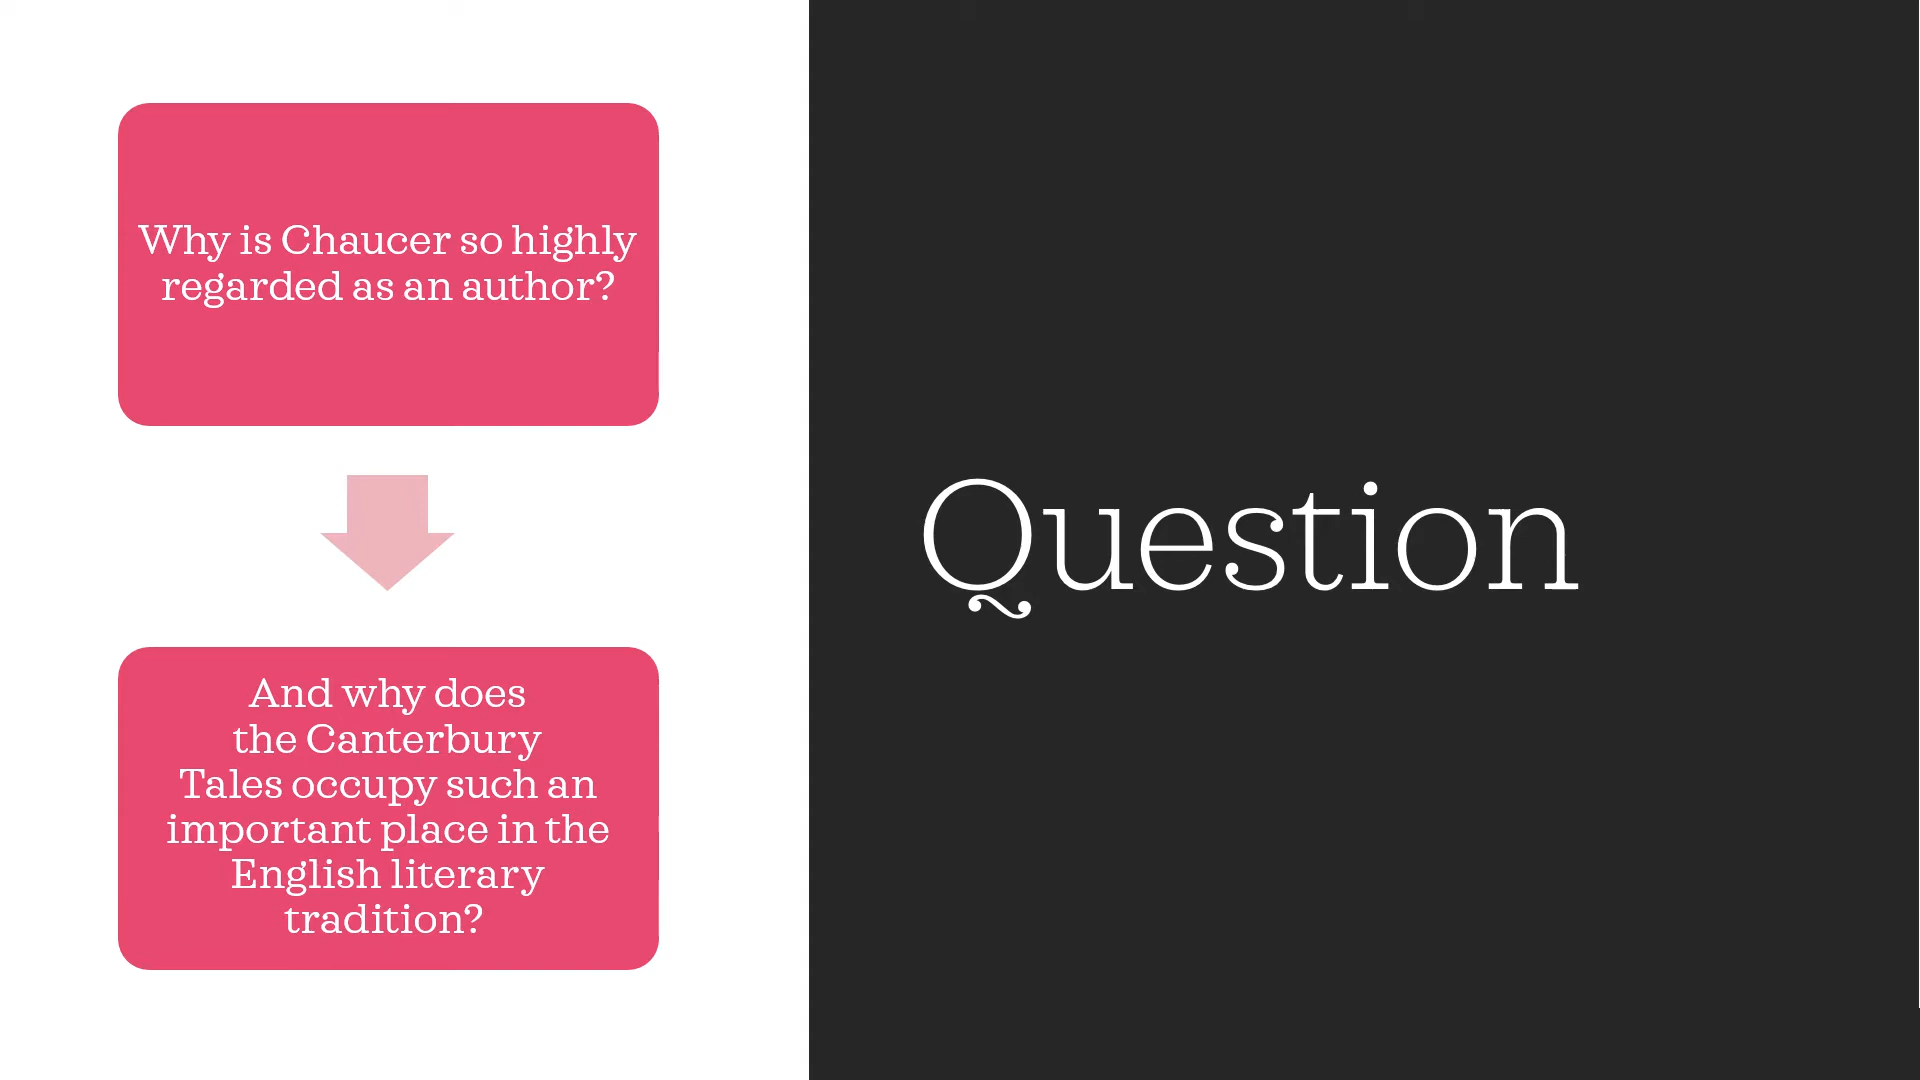 Why is Chaucer so highly
regarded as an author?
And why does
the Canterbury
Tales occupy such an
important place in the
English literary
tradition?
Question